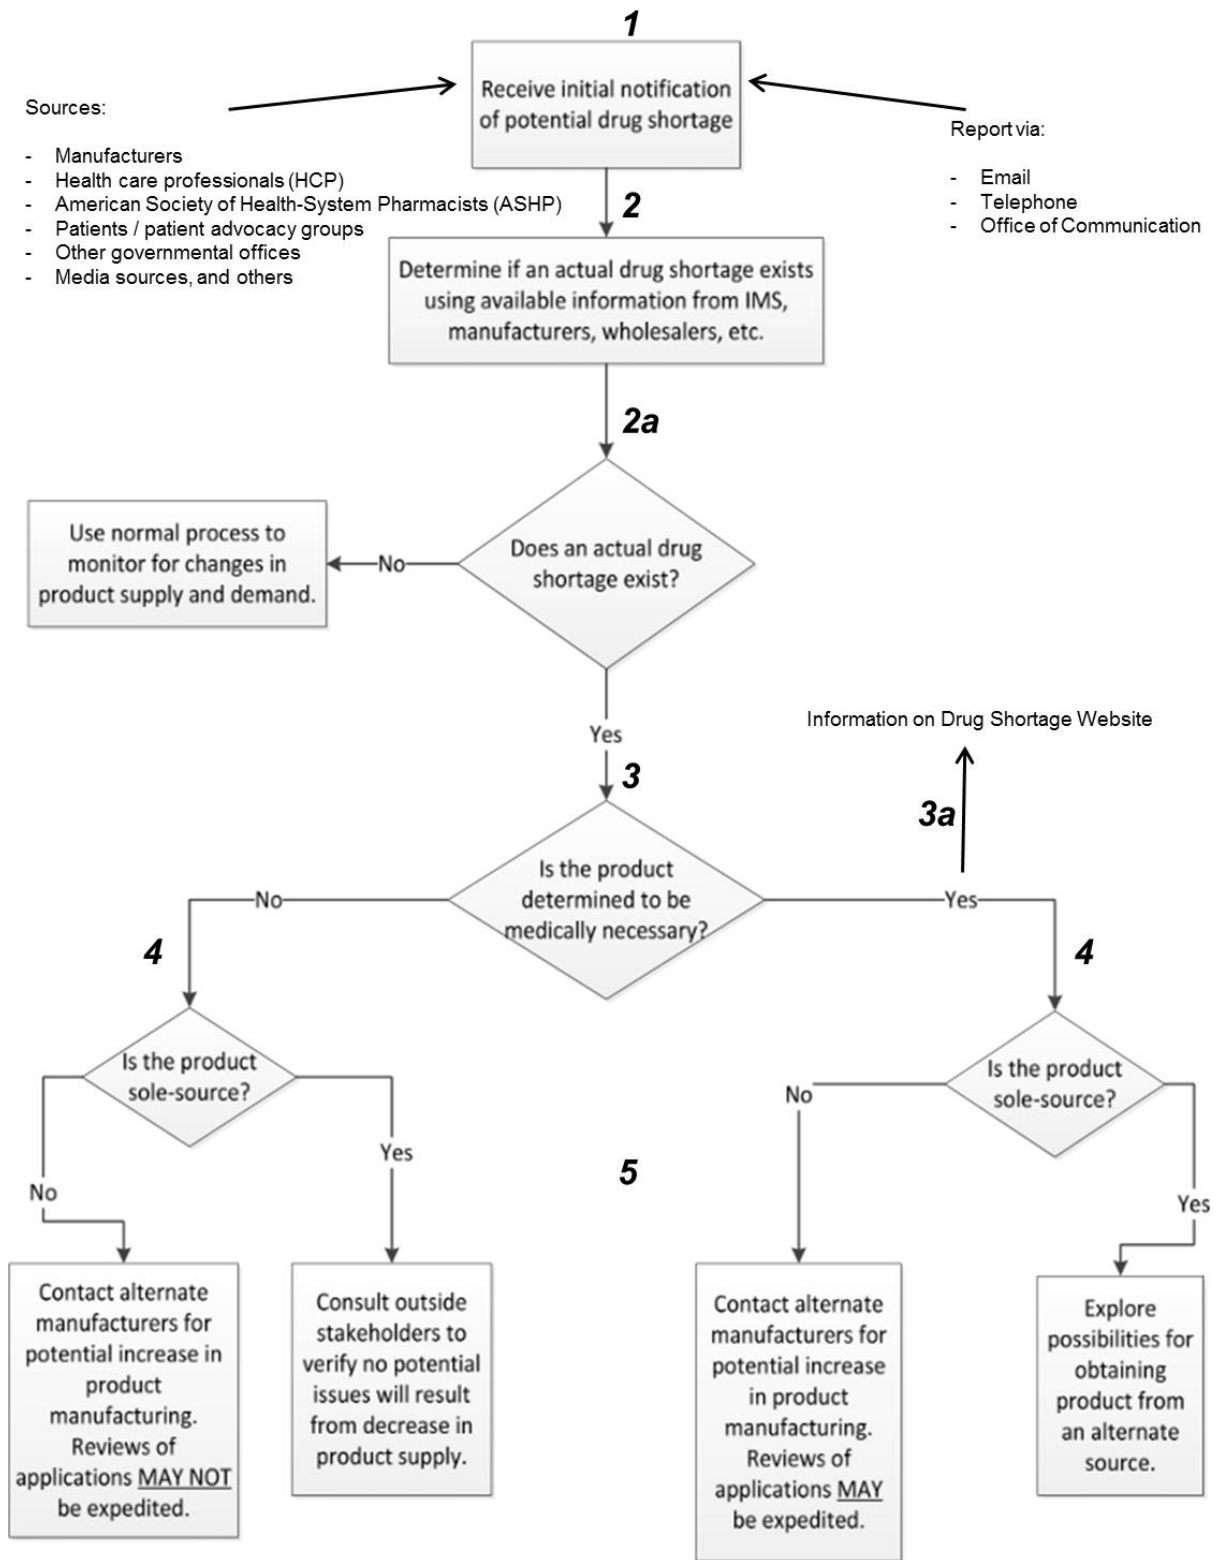 1
Receive initial notification
of potential drug shortage
Sources:
- Manufacturers
- Health care professionals (HCP)
- American Society of Health-System Pharmacists (ASHP)
- Patients / patient advocacy groups
- Other governmental offices
- Media sources, and others
Report via:
- Email
- Telephone
- Office of Communication
2
Determine if an actual drug shortage exists
using available information from IMS,
manufacturers, wholesalers, etc.
2a
Does an actual drug
shortage exist?
No
Use normal process to
monitor for changes in
product supply and demand.
Yes
3
Information on Drug Shortage Website
3a
Is the product
determined to be
medically necessary?
No
Yes
4
4
Is the product
sole-source?
Is the product
sole-source?
No
Yes
5
No
Yes
Contact alternate
manufacturers for
potential increase in
product
manufacturing.
Reviews of
applications MAY NOT
be expedited.
Consult outside
stakeholders to
verify no potential
issues will result
from decrease in
product supply.
Contact alternate
manufacturers for
potential increase
in product
manufacturing.
Reviews of
applications MAY
be expedited.
Explore
possibilities for
obtaining
product from
an alternate
source.